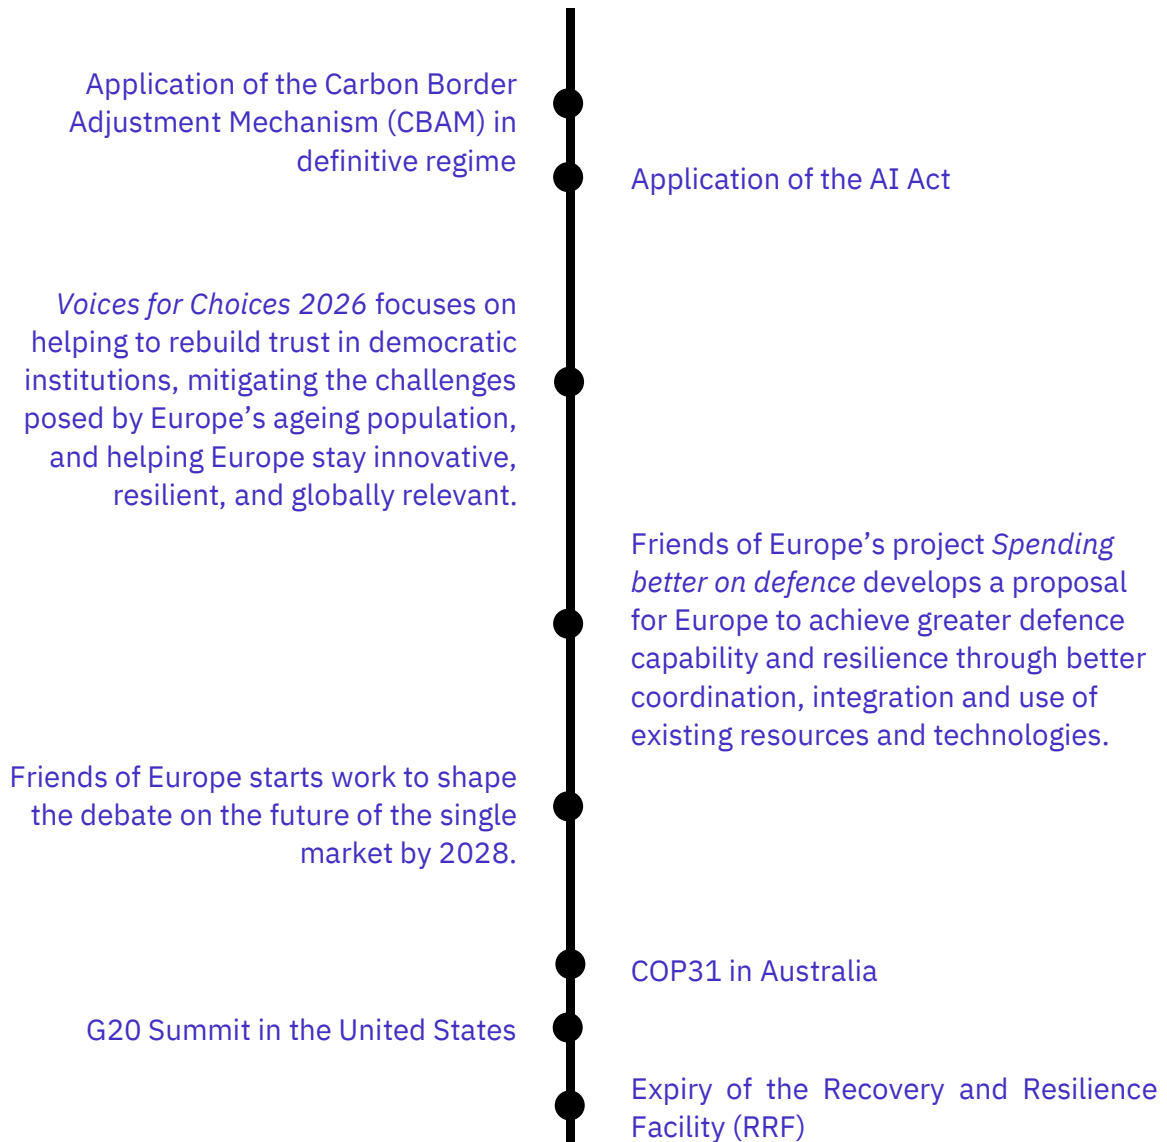 Application of the Carbon Border
Adjustment Mechanism (CBAM) in
definitive regime
Application of the AI Act
Voices for Choices 2026 focuses on
helping to rebuild trust in democratic
institutions, mitigating the challenges
posed by Europe’s ageing population,
and helping Europe stay innovative,
resilient, and globally relevant.
Friends of Europe’s project Spending
better on defence develops a proposal
for Europe to achieve greater defence
capability and resilience through better
coordination, integration and use of
existing resources and technologies.
Friends of Europe starts work to shape
the debate on the future of the single
market by 2028.
COP31 in Australia
G20 Summit in the United States
Expiry of the Recovery and Resilience
Facility (RRF)